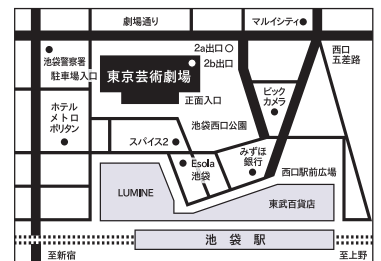 劇場通り
マルイシティ
2a出口
西口
五差路
池袋警察署
2b出口
駐車場入口
東京芸術劇場
正面入口
ビック
カメラ
ホテル
メトロ
ポリタン
池袋西口公園
スパイス2
みずほ
銀行
Esola
池袋
西口駅前広場
LUMINE
東武百貨店
池袋駅
至新宿
至上野